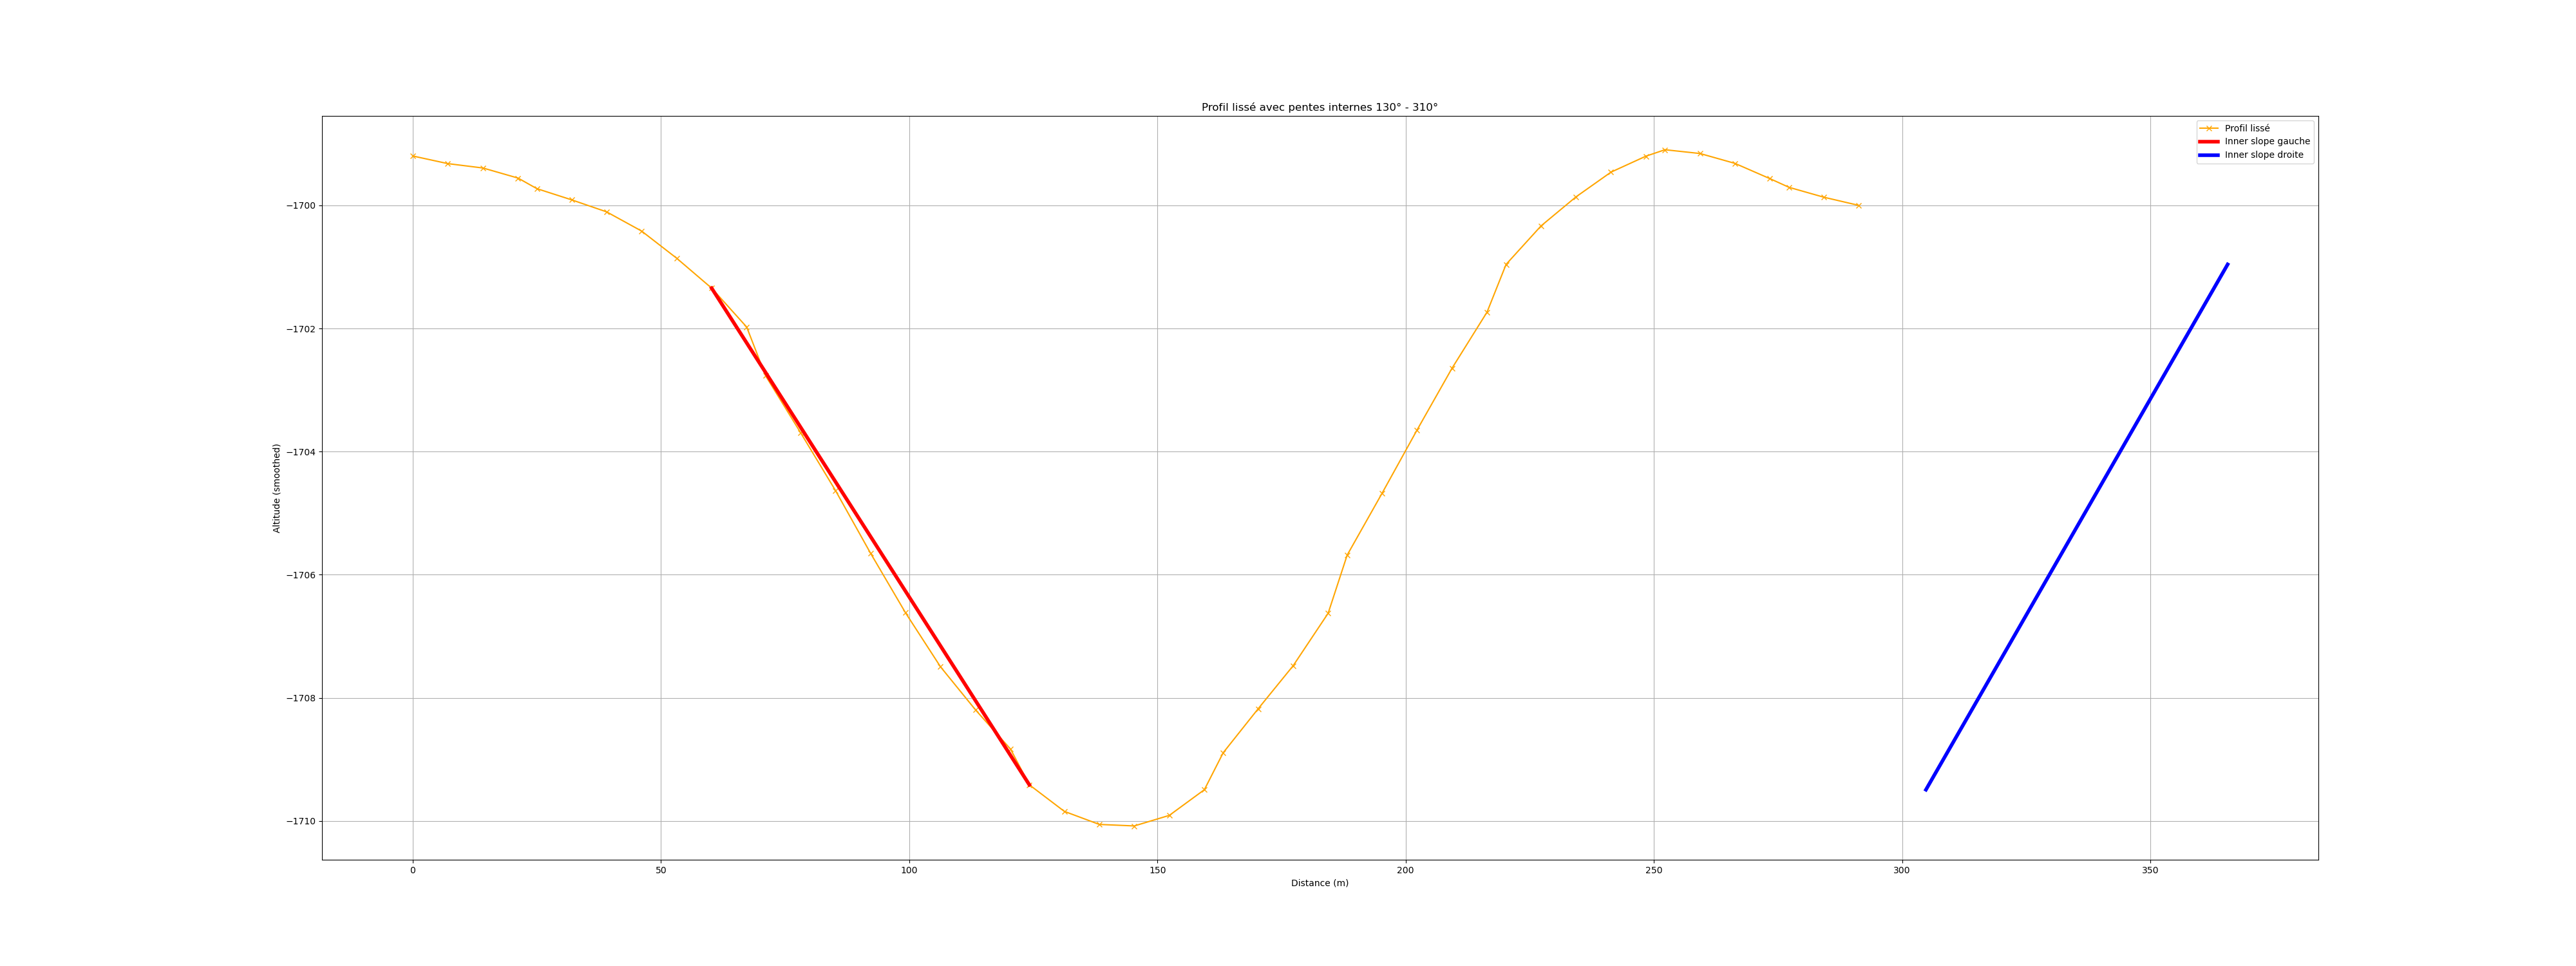 Profil lissé avec pentes internes 130° - 310°
Profil lissé
Inner slope gauche
Inner slope droite
−1700
−1702
−1704
−1706
−1708
−1710
Altitude (smoothed)
0
50
100
150
200
250
300
350
Distance (m)